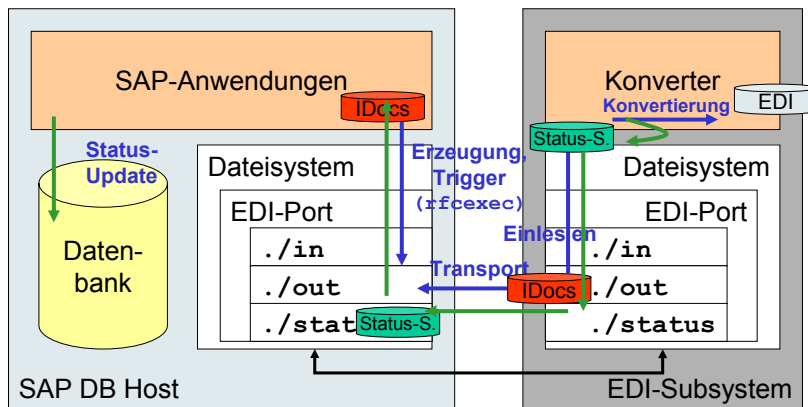 SAP-Anwendungen
IDocs
Konverter
Konvertierung
EDI
Status-S.
Status-
Update
Daten-
bank
Dateisystem
EDI-Port
./in
./out
./stat
Status-S.
Erzeugung,
Trigger
(rfcexec)
Einlesien
Transport
IDocs
Dateisystem
EDI-Port
./in
./out
./status
SAP DB Host
EDI-Subsystem